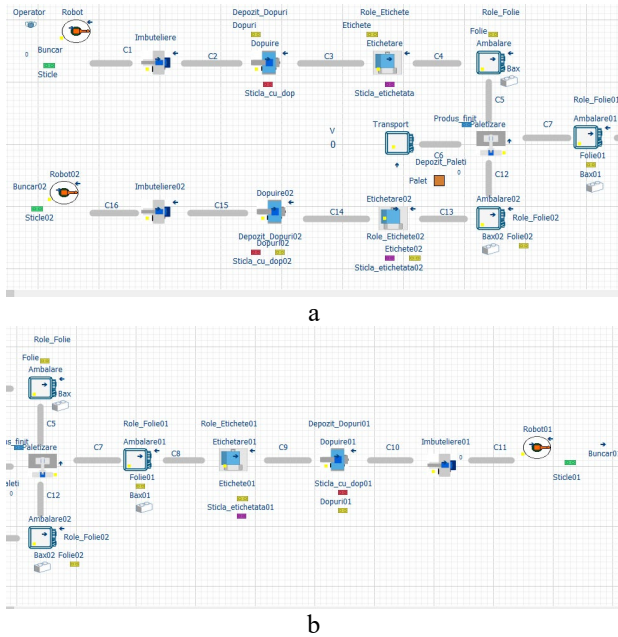 Operator Robot Depozit_Dopuri Role_Etichete Role_Folie
Dopuri Etichete Folie
Imbuteliere
Buncar C1 C2 Dopuire C3 Etichetare C4 Ambalare
0
Sticle Sticla_cu_dop Sticla_etichetata Bax
C5 Role_Folie01
Produs_finit
V Transport Paletizare C7 Ambalare01
0 C6
Depozit_Paleti Folie01
Robot02 Palet 0 C12 Bax01
Buncar02 Imbuteliere02 Dopuire02 Etichetare02 Ambalare02
C16 C15 C14 C13
Sticle02 Role_Folie02
Depozit_Dopuri02 Role_Etichete02
Dopuri02 Etichete02 Bax02 Folie02
Sticla_cu_dop02 Sticla_etichetata02
a
Role_Folie
Folie
Ambalare
Bax
C5 Role_Folie01 Role_Etichete01 Depozit_Dopuri01
Robot01
us_finit Paletizare C7 Ambalare01 C8 Etichetare01 C9 Dopuire01 C10 Imbuteliere01 C11
0 Buncar01
Folie01 Etichete01 Sticla_cu_dop01 Sticle01
aleti
0 C12 Bax01 Dopuri01
Sticla_etichetata01
Ambalare02
Role_Folie02
Bax02 Folie02
b